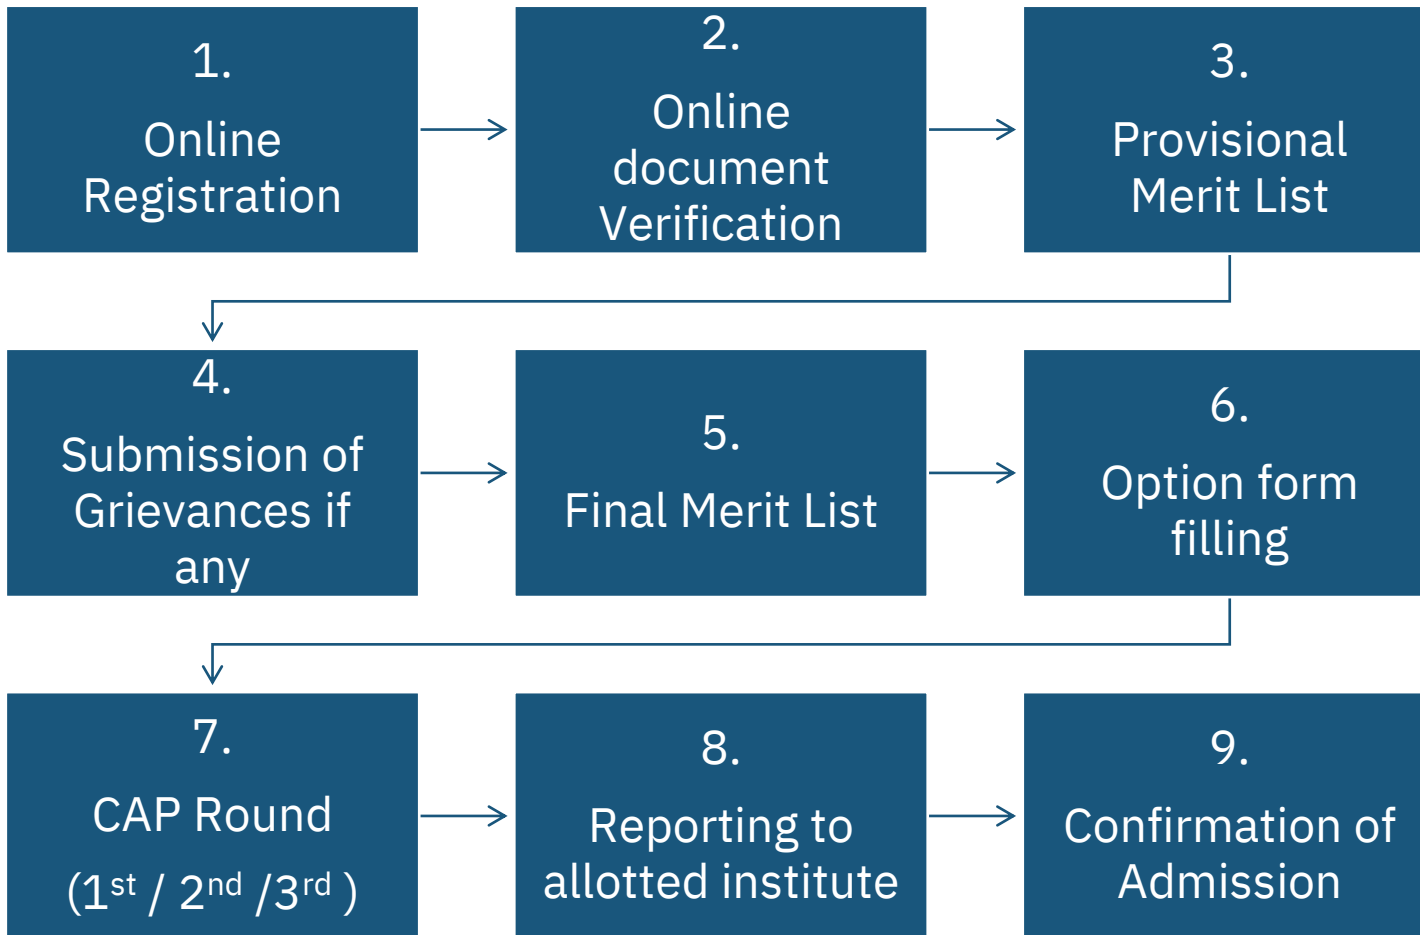 1.
Online
Registration
2.
Online
document
Verification
3.
Provisional
Merit List
4.
Submission of
Grievances if
any
5.
Final Merit List
6.
Option form
filling
7.
CAP Round
(1st / 2nd /3rd )
8.
Reporting to
allotted institute
9.
Confirmation of
Admission